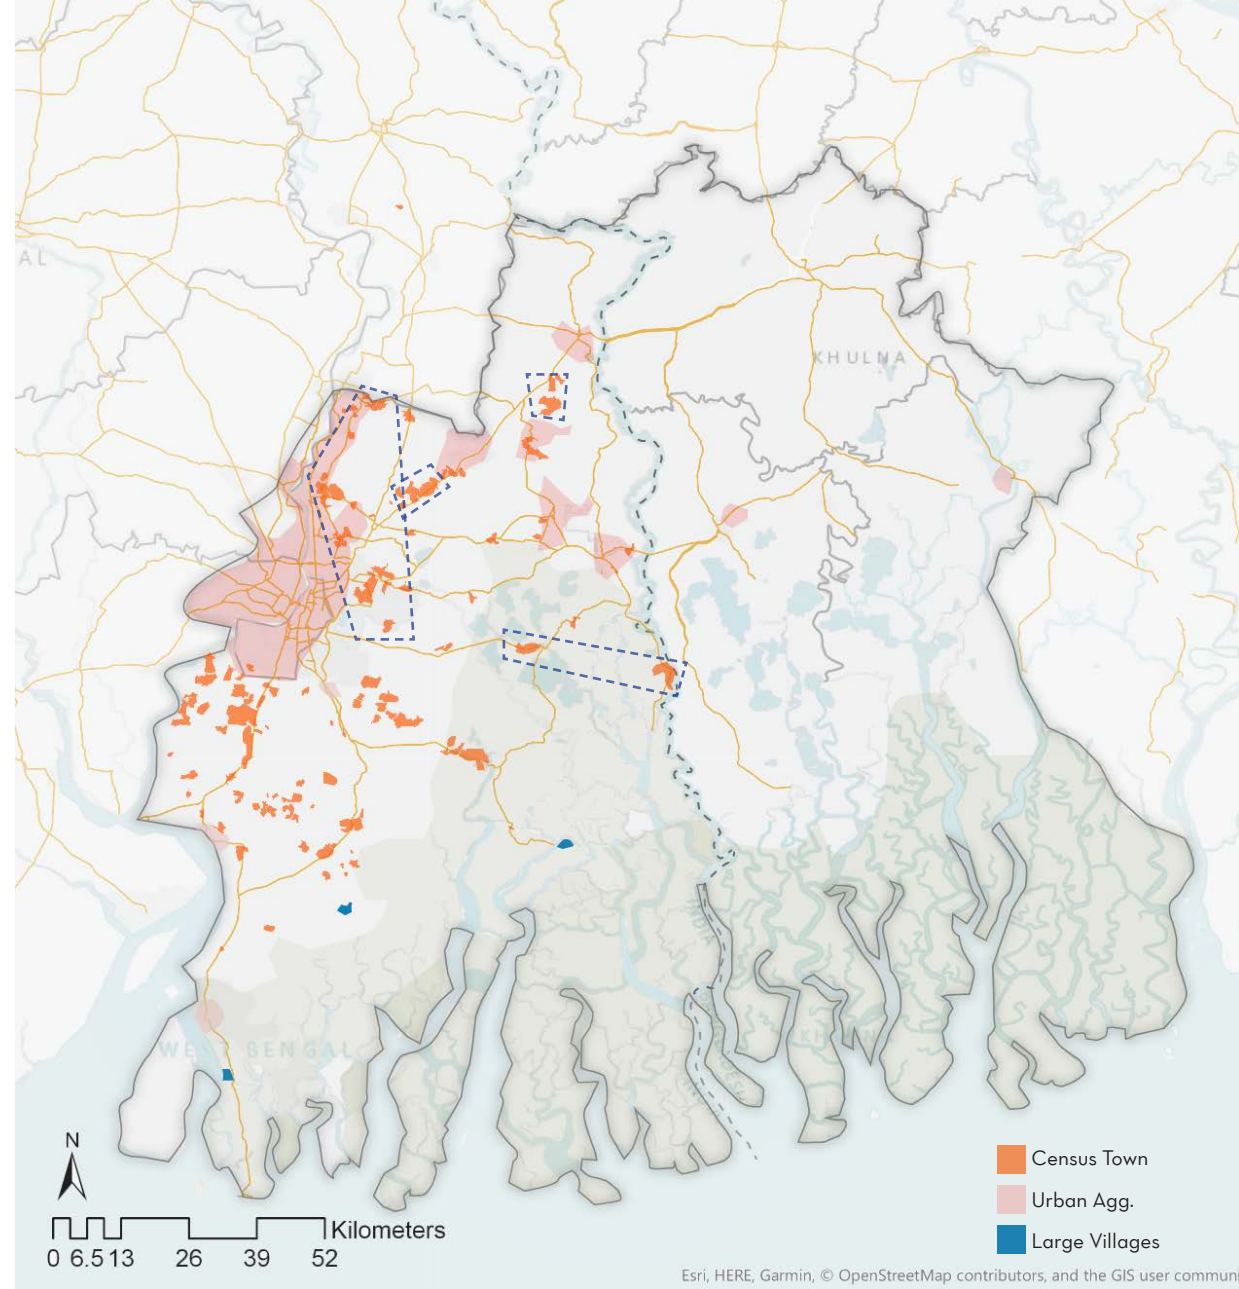 AL
KHULNA
WEST BENGAL
N
Kilometers
0 6.5 13 26 39 52
Census Town
Urban Agg.
Large Villages
Esri, HERE, Garmin, © OpenStreetMap contributors, and the GIS user communi